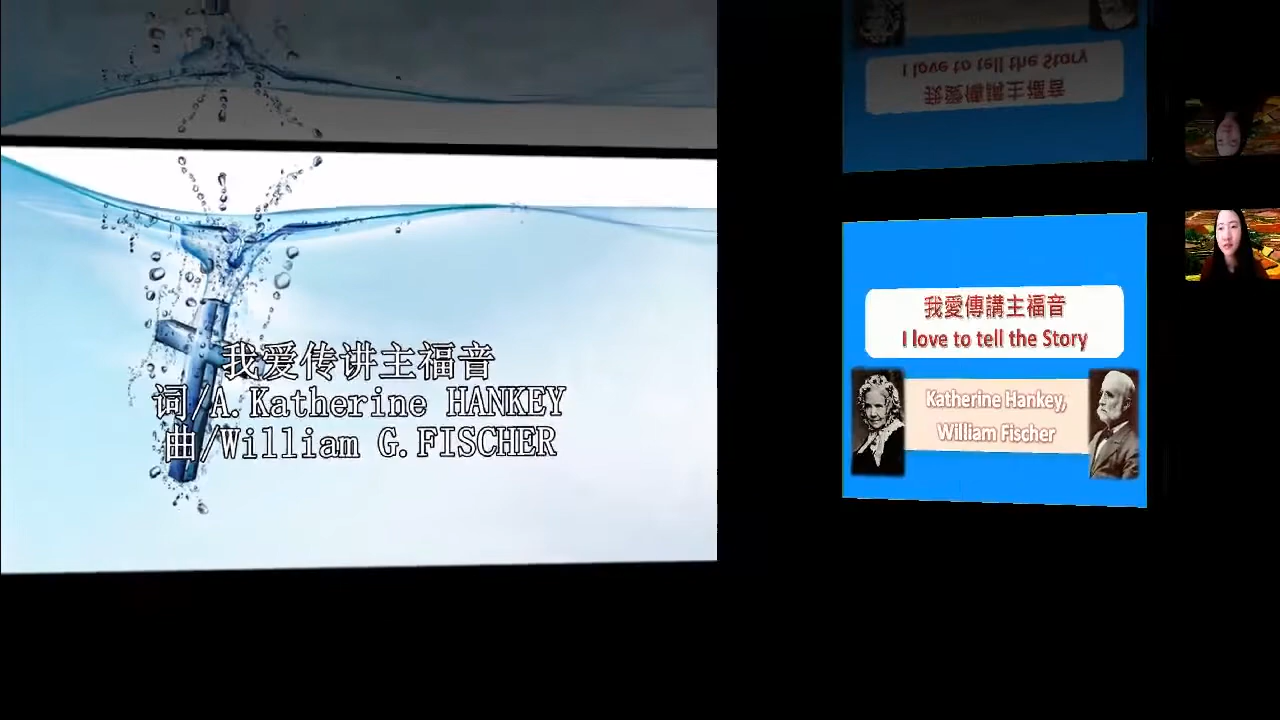 我爱传讲主福音
词/A.Katherine HANKEY
曲/William G.FISCHER
我愛傳講主福音
I love to tell the Story
Katherine Hankey,
William Fischer
I love to tell the Story
我愛傳講主福音